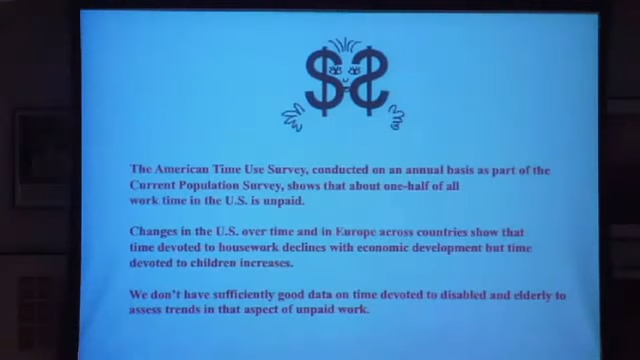 The American Time Use Survey, conducted on an annual basis as part of the
Current Population Survey, shows that about one-half of all
work time in the U.S. is unpaid.
Changes in the U.S. over time and in Europe across countries show that
time devoted to housework declines with economic development but time
devoted to children increases.
We don't have sufficiently good data on time devoted to disabled and elderly to
assess trends in that aspect of unpaid work.